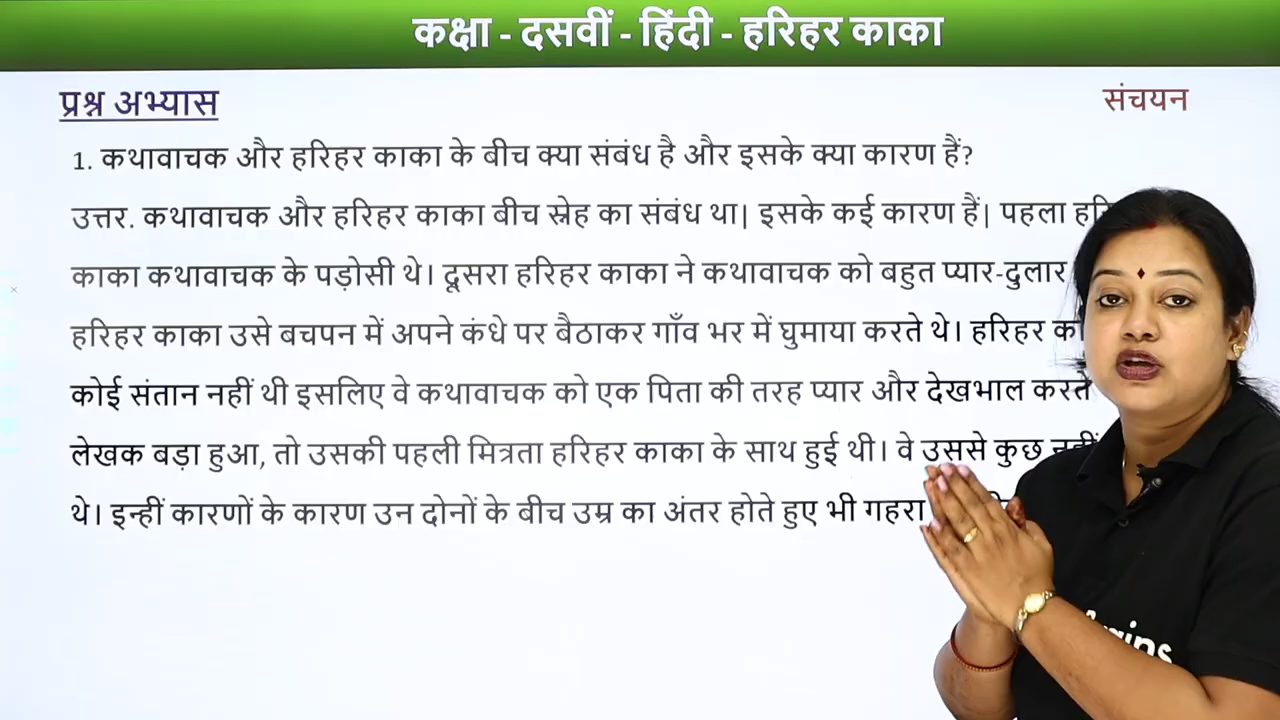 कक्षा - दसवीं - हिंदी - हरिहर काका
प्रश्न अभ्यास
संचयन
1. कथावाचक और हरिहर काका के बीच क्या संबंध है और इसके क्या कारण हैं?
उत्तर. कथावाचक और हरिहर काका बीच स्नेह का संबंध था| इसके कई कारण हैं| पहला
काका कथावाचक के पड़ोसी थे। दूसरा हरिहर काका ने कथावाचक को बहुत प्यार-दुलार
हरिहर काका उसे बचपन में अपने कंधे पर बैठाकर गाँव भर में घुमाया करते थे। हरिहर
कोई संतान नहीं थी इसलिए वे कथावाचक को एक पिता की तरह प्यार और देखभाल करते
लेखक बड़ा हुआ, तो उसकी पहली मित्रता हरिहर काका के साथ हुई थी। वे उससे कुछ
थे। इन्हीं कारणों के कारण उन दोनों के बीच उम्र का अंतर होते हुए भी गहरा